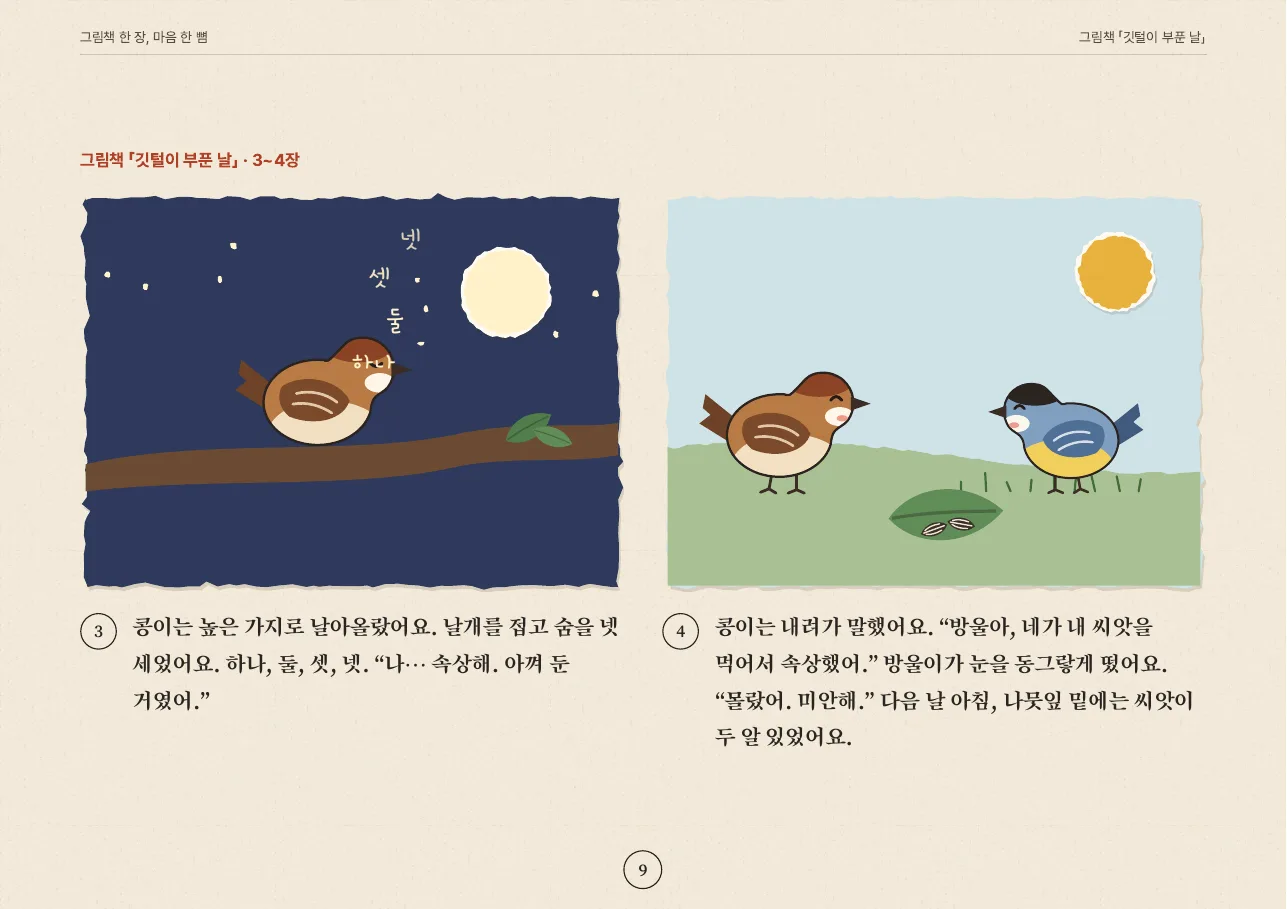 그림책 한 장, 마음 한 뼘
그림책 「깃털이 부푼 날」
그림책 「깃털이 부푼 날」 · 3~4장
넷
셋
둘
하나
3
콩이는 높은 가지로 날아올랐어요. 날개를 접고 숨을 넷
세었어요. 하나, 둘, 셋, 넷. “나… 속상해. 아껴 둔
거였어.”
4
콩이는 내려가 말했어요. “방울아, 네가 내 씨앗을
먹어서 속상했어.” 방울이가 눈을 동그랗게 떴어요.
“몰랐어. 미안해.” 다음 날 아침, 나뭇잎 밑에는 씨앗이
두 알 있었어요.
9